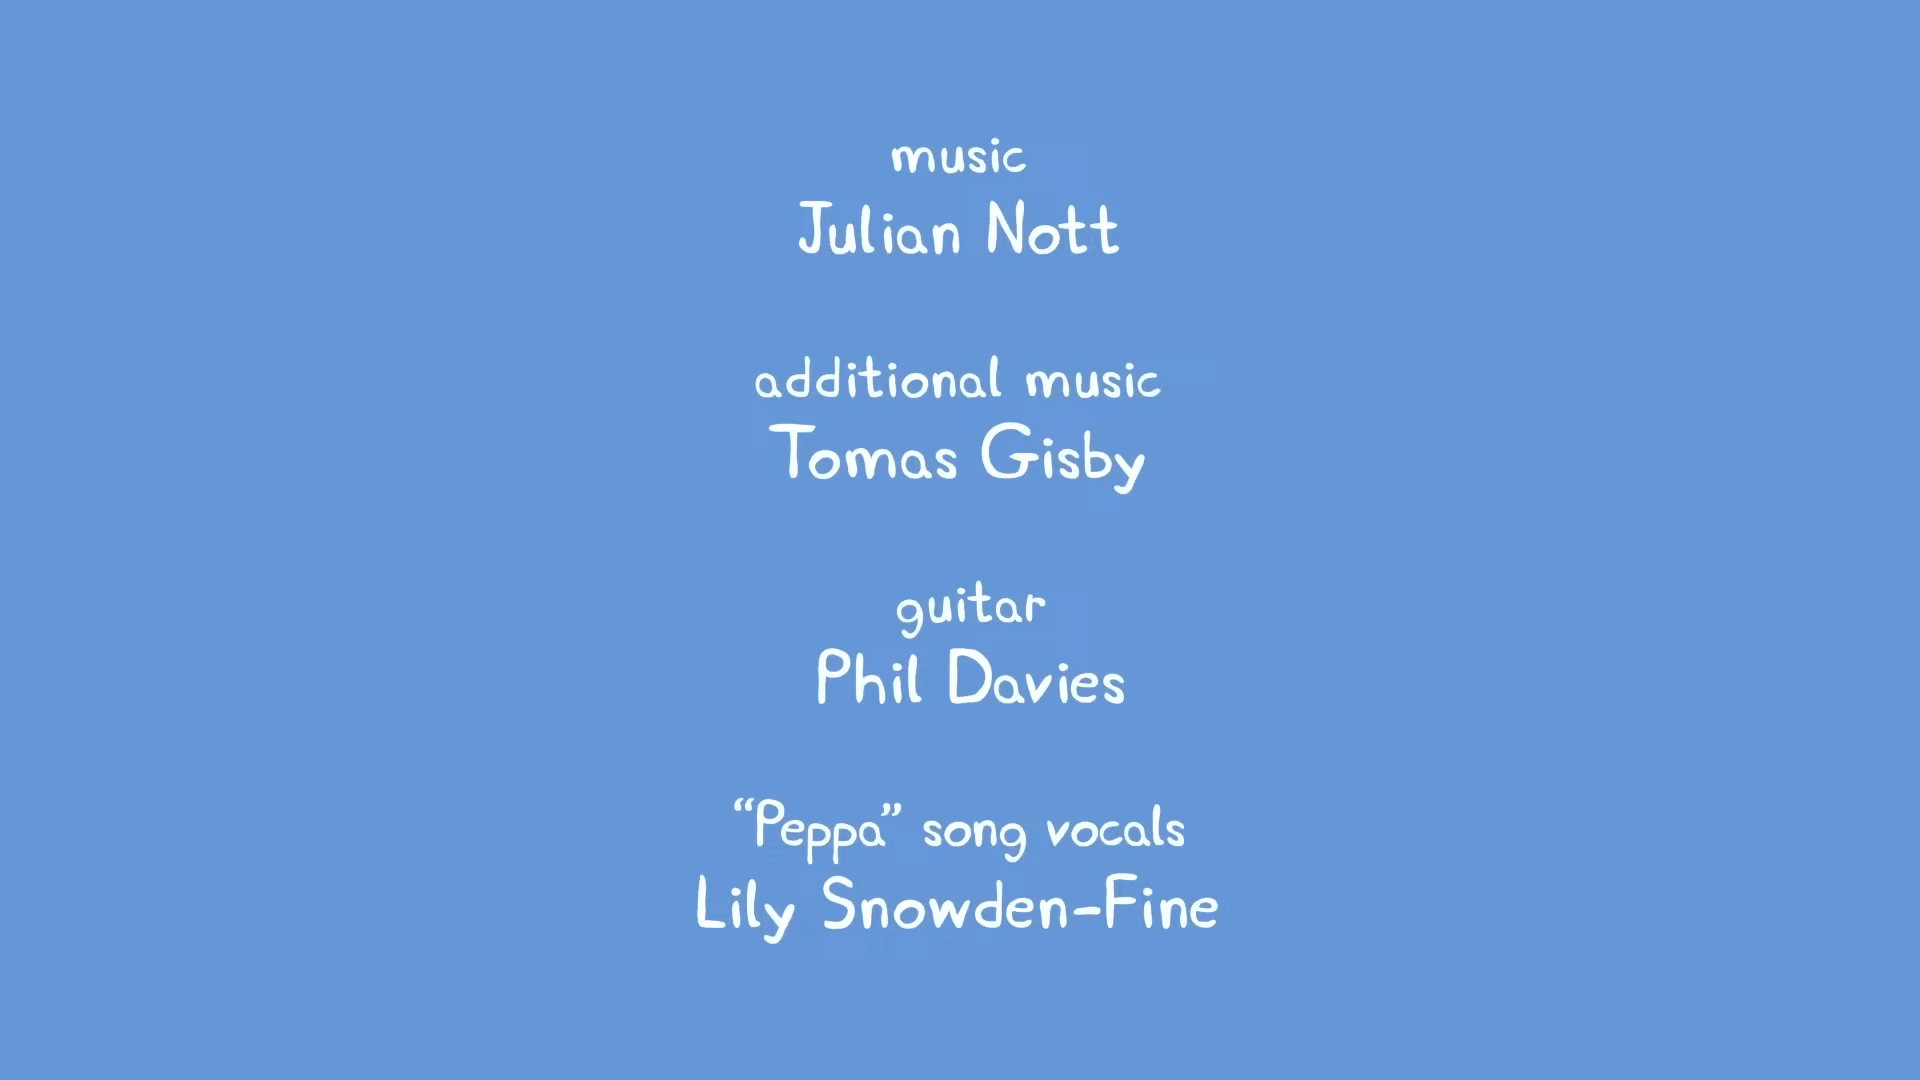 music
Julian Nott
additional music
Tomas Gisby
guitar
Phil Davies
“Peppa” song vocals
Lily Snowden-Fine